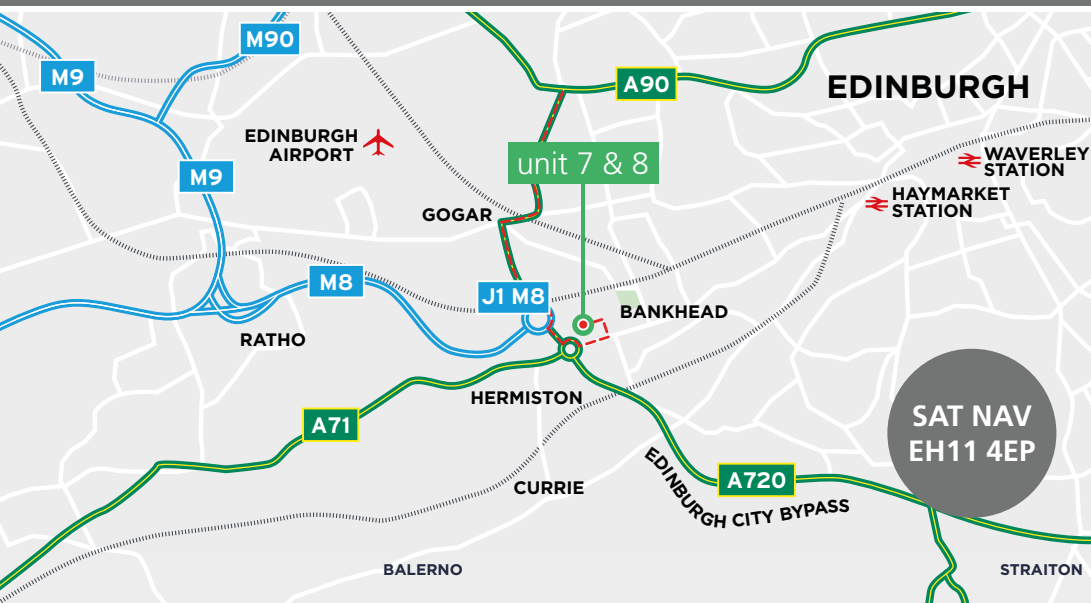 M90
M9
A90
EDINBURGH
EDINBURGH
AIRPORT
unit 7 & 8
WAVERLEY
STATION
M9
HAYMARKET
STATION
GOGAR
M8
J1 M8
BANKHEAD
RATHO
HERMISTON
A71
SAT NAV
EH11 4EP
CURRIE
A720
EDINBURGH CITY BYPASS
BALERNO
STRAITON